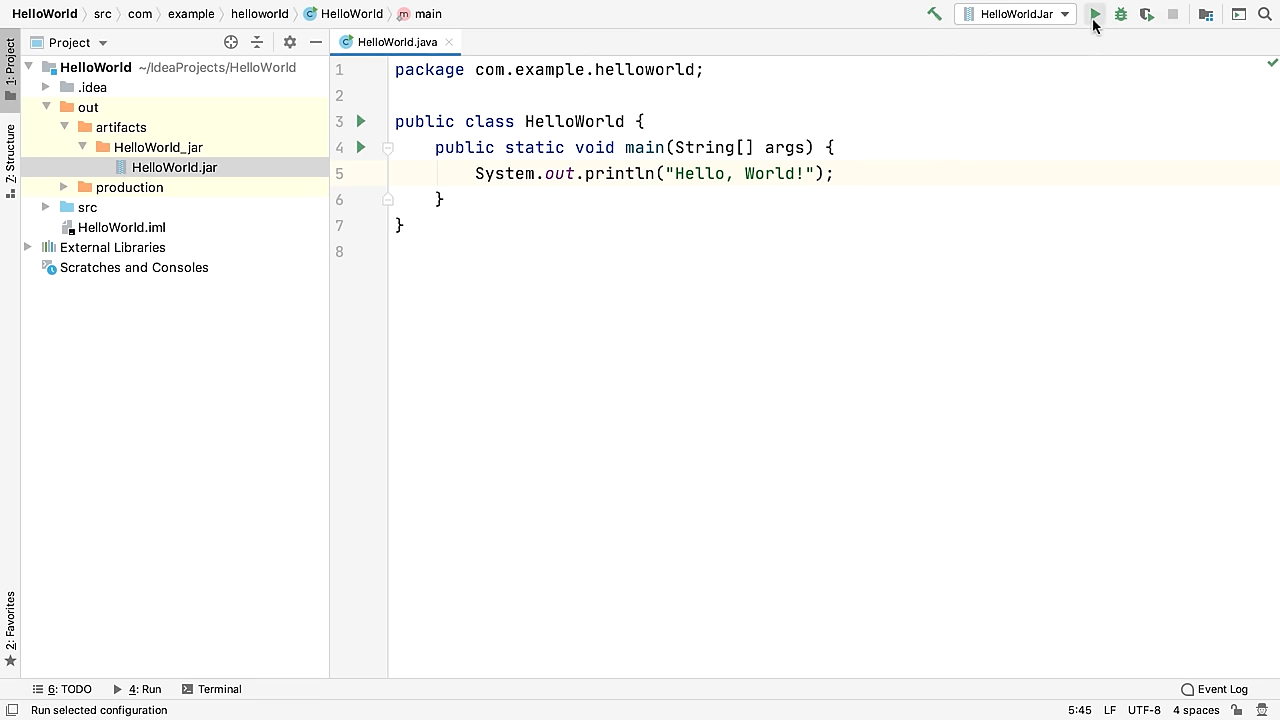 HelloWorld src com example helloworld HelloWorld main HelloWorldJar
1: Project
Project
HelloWorld.java
HelloWorld ~/IdeaProjects/HelloWorld
.idea
out
artifacts
HelloWorld_jar
HelloWorld.jar
production
src
HelloWorld.iml
External Libraries
Scratches and Consoles
7: Structure
2: Favorites
1 package com.example.helloworld;
2
3 public class HelloWorld {
4 public static void main(String[] args) {
5 System.out.println("Hello, World!");
6 }
7 }
8
6: TODO 4: Run Terminal Event Log
Run selected configuration 5:45 LF UTF-8 4 spaces